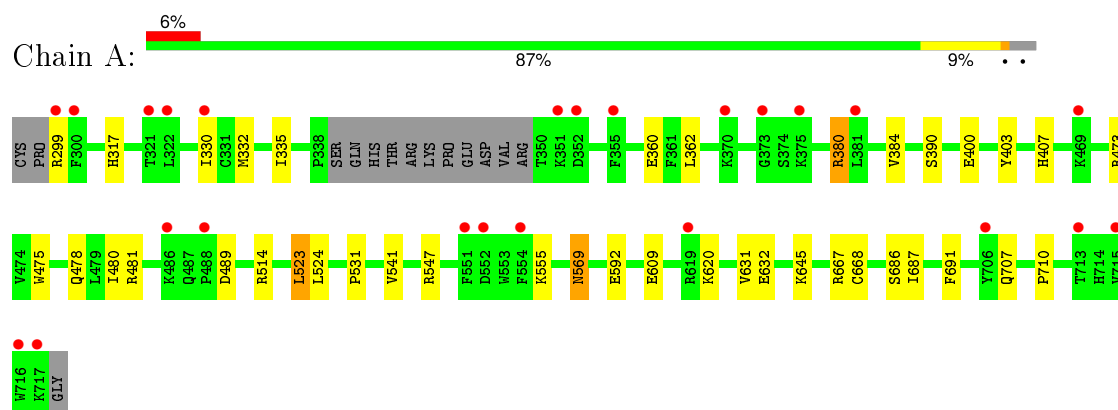 6%
Chain A:
87% 9% • •
CYS PRO R299 F300 H317 T321 L322 I330 G331 M332 I335 P338 SER GLN HIS THR ARG LYS PRO GLU ASP VAL ARG T350 K351 D352 F355 E360 F361 L362 K370 G373 S374 K375 R380 L381 V384 S390 E400 Y403 H407 K469
V474 W475 Q478 L479 I480 R481 K486 Q487 P488 D489 R514 L523 L524 P531 V541 R547 F551 D552 W553 F554 K555 N569 E592 E609 R619 K620 V631 E632 K645 R667 C668 S686 I687 F691 Y706 Q707 P710 T713 H714
W716 K717 GLY